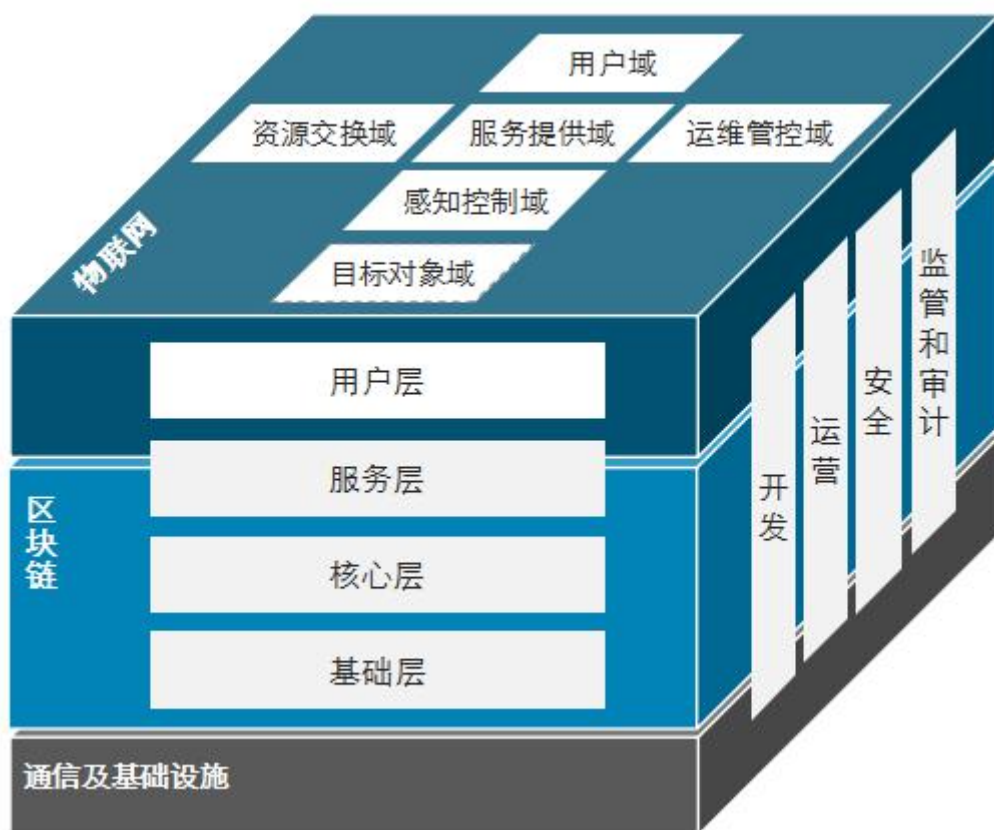 用户域
资源交换域 服务提供域 运维管控域
感知控制域
目标对象域
物联网
用户层
服务层
核心层
基础层
区块链
开发
运营
安全
监管和审计
通信及基础设施